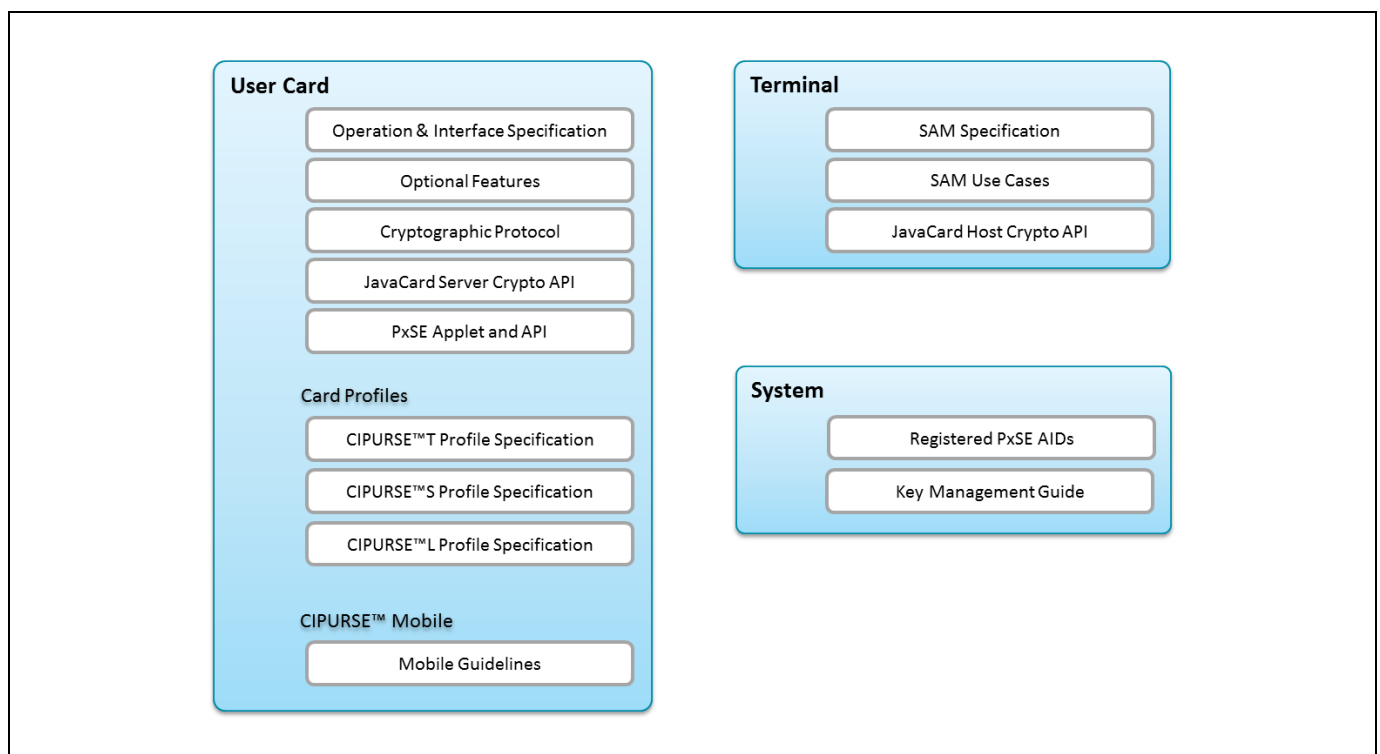 User Card
Operation & Interface Specification
Optional Features
Cryptographic Protocol
JavaCard Server Crypto API
PxSE Applet and API
Card Profiles
CIPURSE™T Profile Specification
CIPURSE™S Profile Specification
CIPURSE™L Profile Specification
CIPURSE™ Mobile
Mobile Guidelines
Terminal
SAM Specification
SAM Use Cases
JavaCard Host Crypto API
System
Registered PxSE AIDs
Key Management Guide